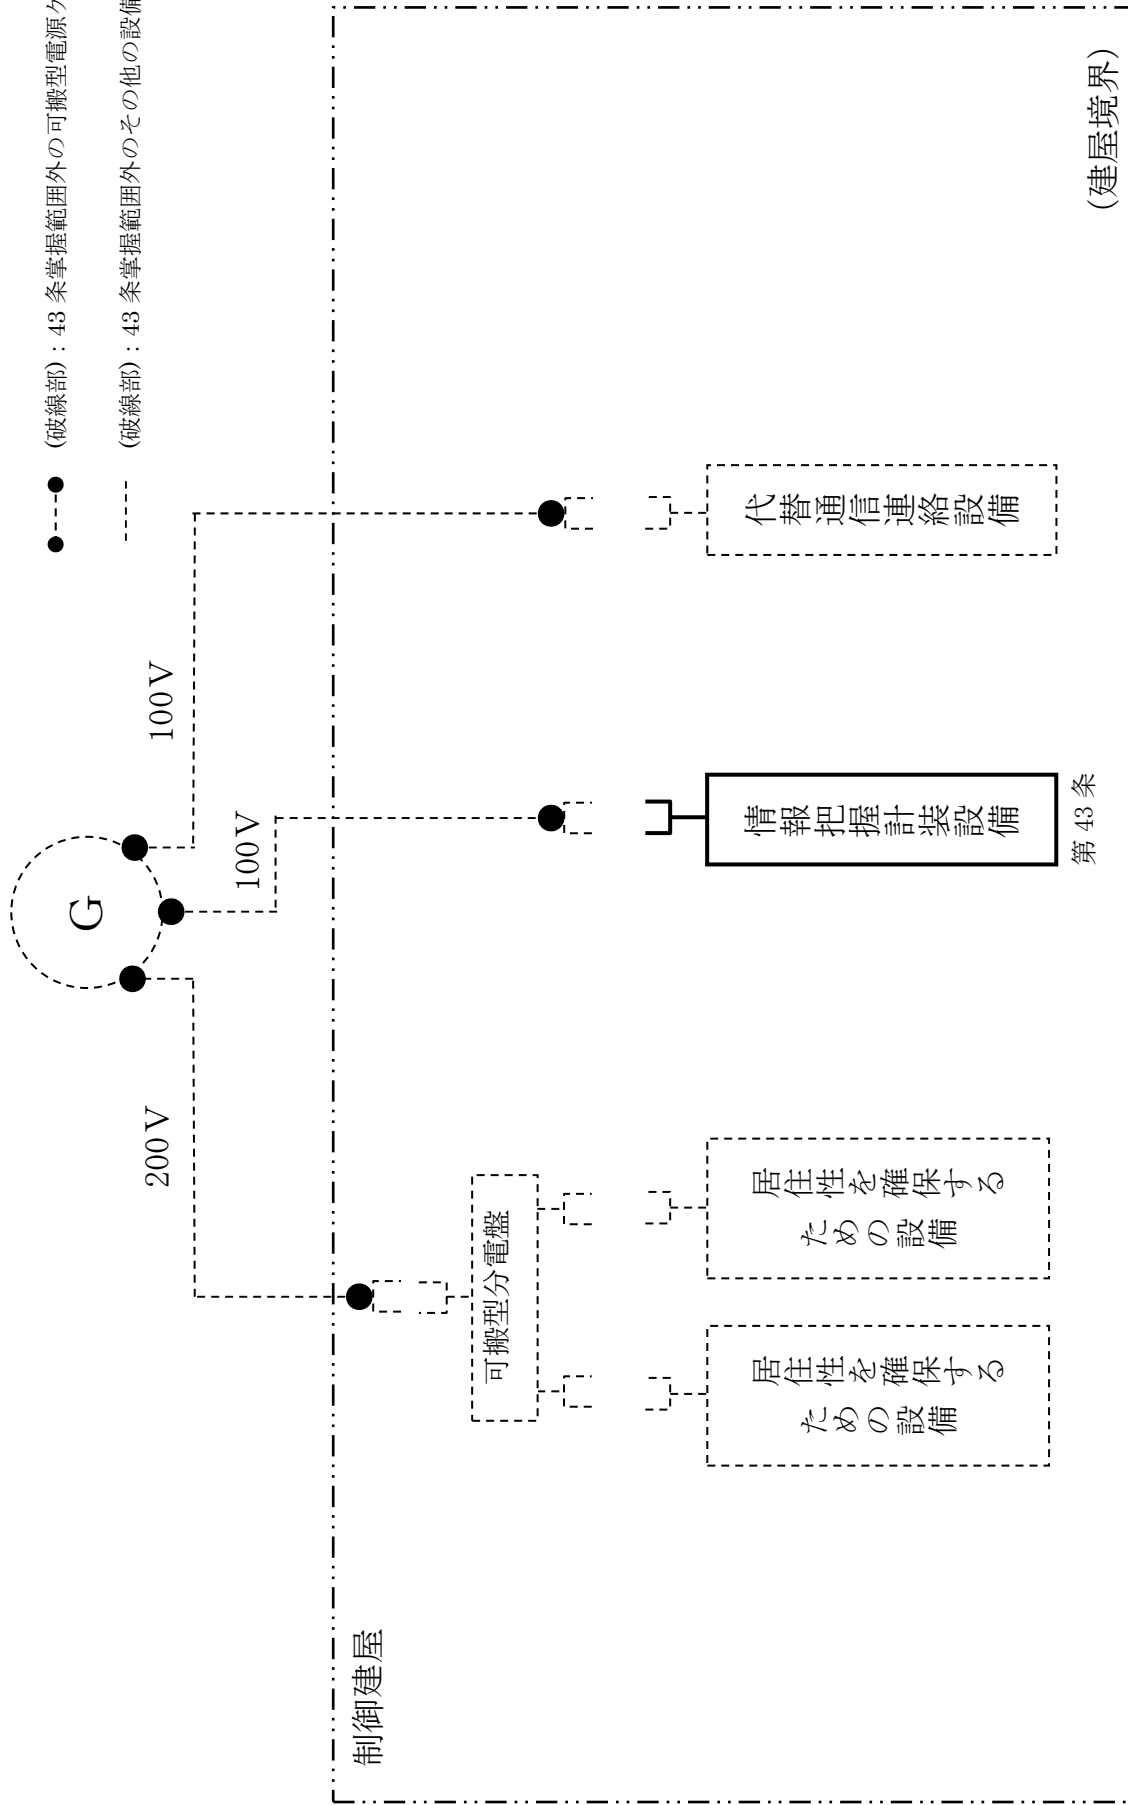 (破線部) : 43 条掌握範囲外の可搬型電源ケ
(破線部) : 43 条掌握範囲外のその他の設備
G
200 V
100 V
100 V
制御建屋
可搬型分電盤
居住性を確保する
ための設備
居住性を確保する
ための設備
情報把握計装設備
第 43 条
代替通信連絡設備
(建屋境界)